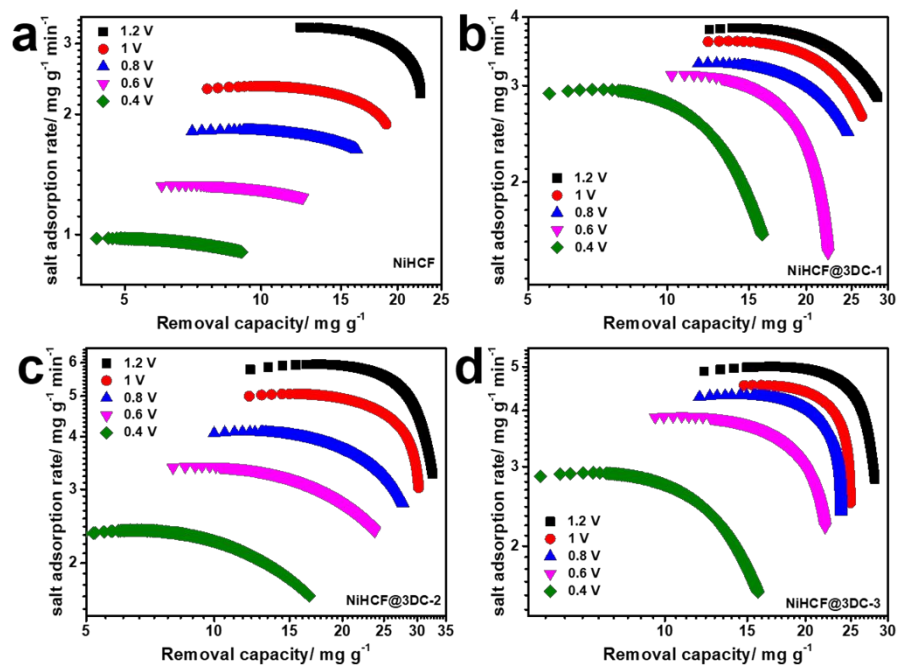 a
3
2
1
salt adsorption rate/ mg g-1 min-1
1.2 V
1 V
0.8 V
0.6 V
0.4 V
NiHCF
5 10 15 20 25
Removal capacity/ mg g-1
b
4
3
2
salt adsorption rate/ mg g-1 min-1
1.2 V
1 V
0.8 V
0.6 V
0.4 V
NiHCF@3DC-1
5 10 15 20 25 30
Removal capacity/ mg g-1
c
6
5
4
3
2
salt adsorption rate/ mg g-1 min-1
1.2 V
1 V
0.8 V
0.6 V
0.4 V
NiHCF@3DC-2
5 10 15 20 25 30 35
Removal capacity/ mg g-1
d
5
4
3
2
salt adsorption rate/ mg g-1 min-1
1.2 V
1 V
0.8 V
0.6 V
0.4 V
NiHCF@3DC-3
10 15 20 25 30
Removal capacity/ mg g-1